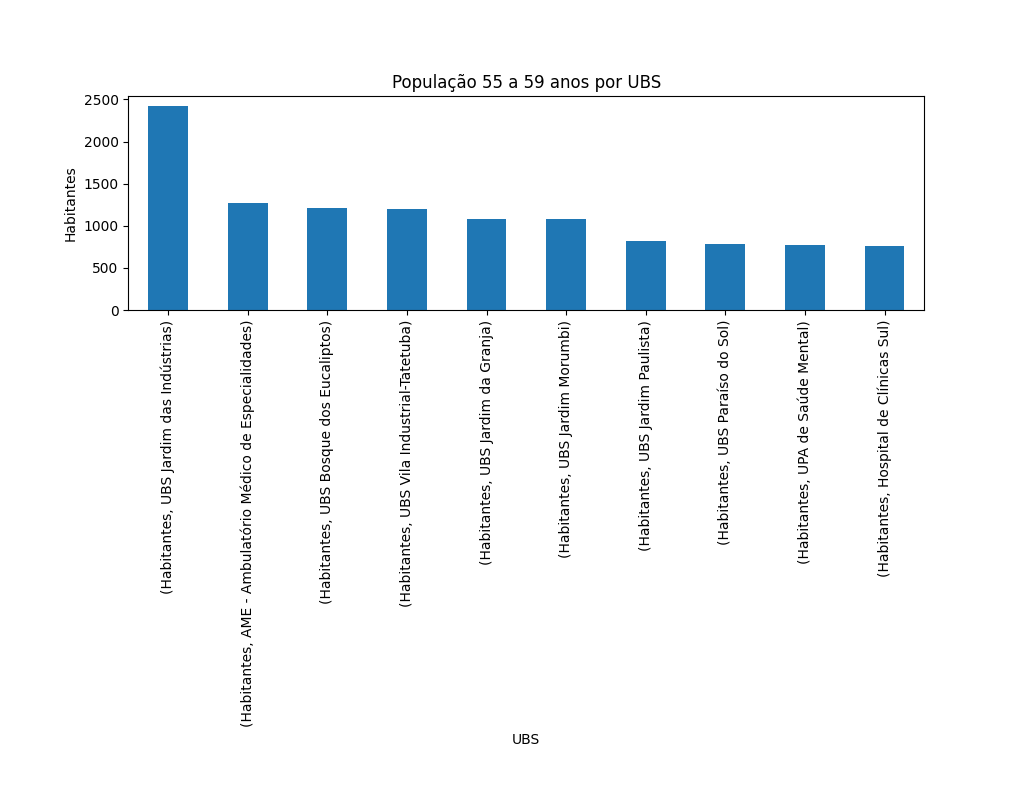 População 55 a 59 anos por UBS
Habitantes
2500
2000
1500
1000
500
0
(Habitantes, UBS Jardim das Indústrias)
(Habitantes, AME - Ambulatório Médico de Especialidades)
(Habitantes, UBS Bosque dos Eucaliptos)
(Habitantes, UBS Vila Industrial-Tatetuba)
(Habitantes, UBS Jardim da Granja)
(Habitantes, UBS Jardim Morumbi)
(Habitantes, UBS Jardim Paulista)
(Habitantes, UBS Paraíso do Sol)
(Habitantes, UPA de Saúde Mental)
(Habitantes, Hospital de Clínicas Sul)
UBS